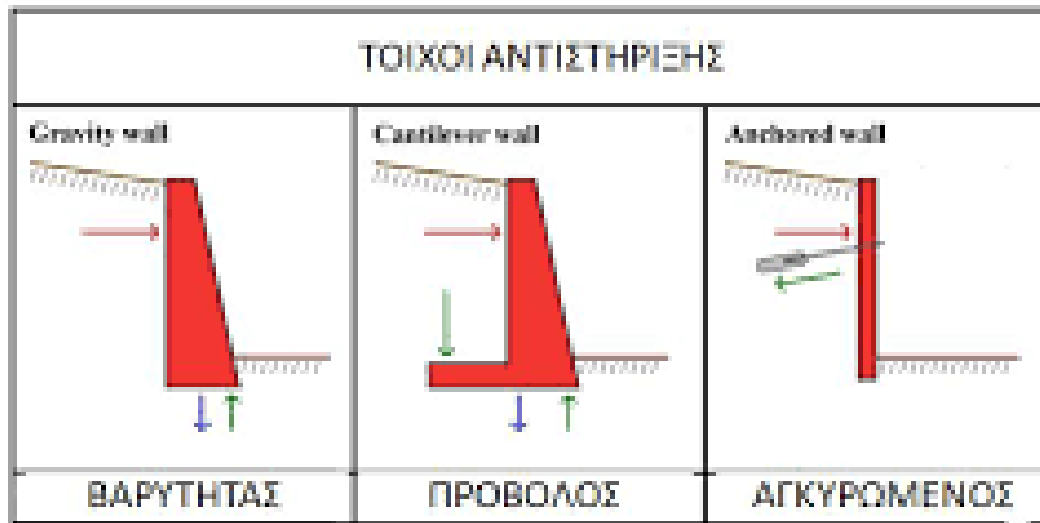 ΤΟΙΧΟΙ ΑΝΤΙΣΤΗΡΙΞΗΣ
Gravity wall
Cantilever wall
Anchored wall
ΒΑΡΥΤΗΤΑΣ
ΠΡΟΒΟΛΟΣ
ΑΓΚΥΡΩΜΕΝΟΣ